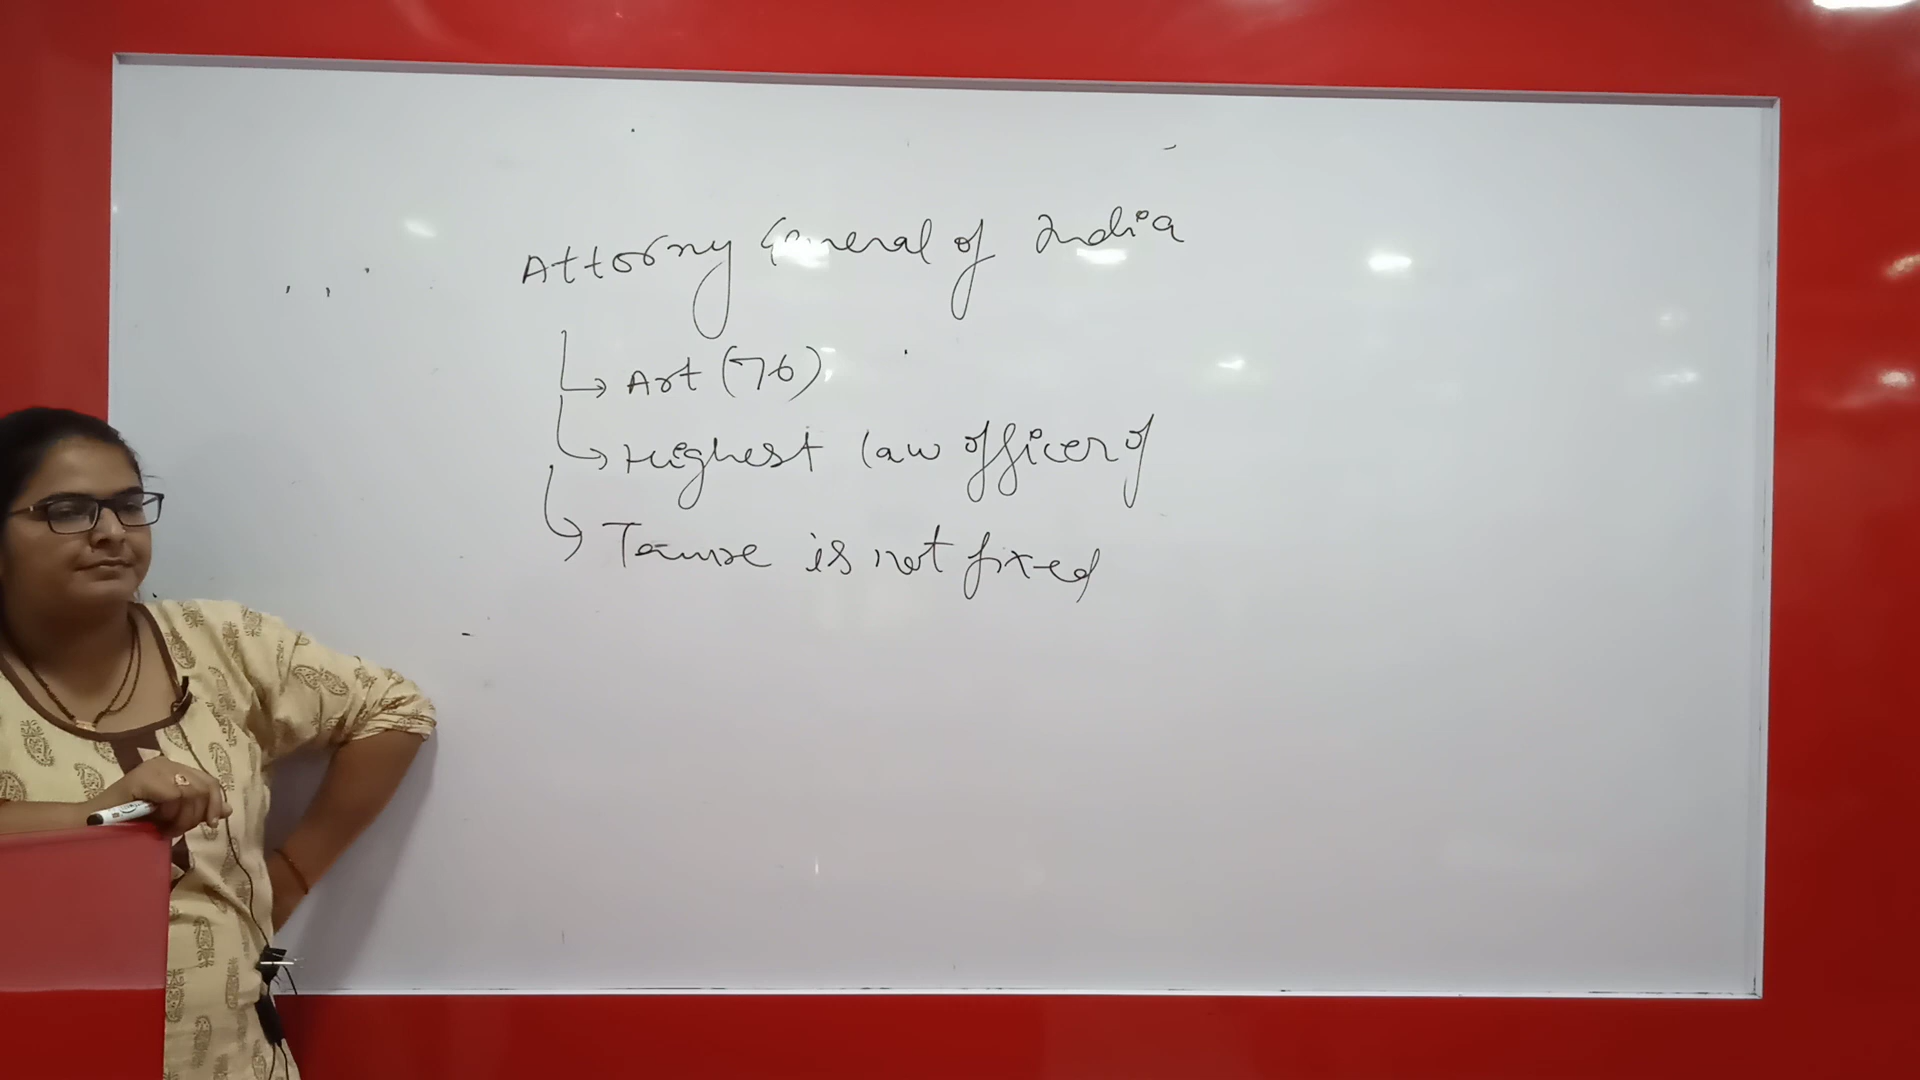 Attorny General of India
Art (76)
Highest law officer of
Tenure is not fixed